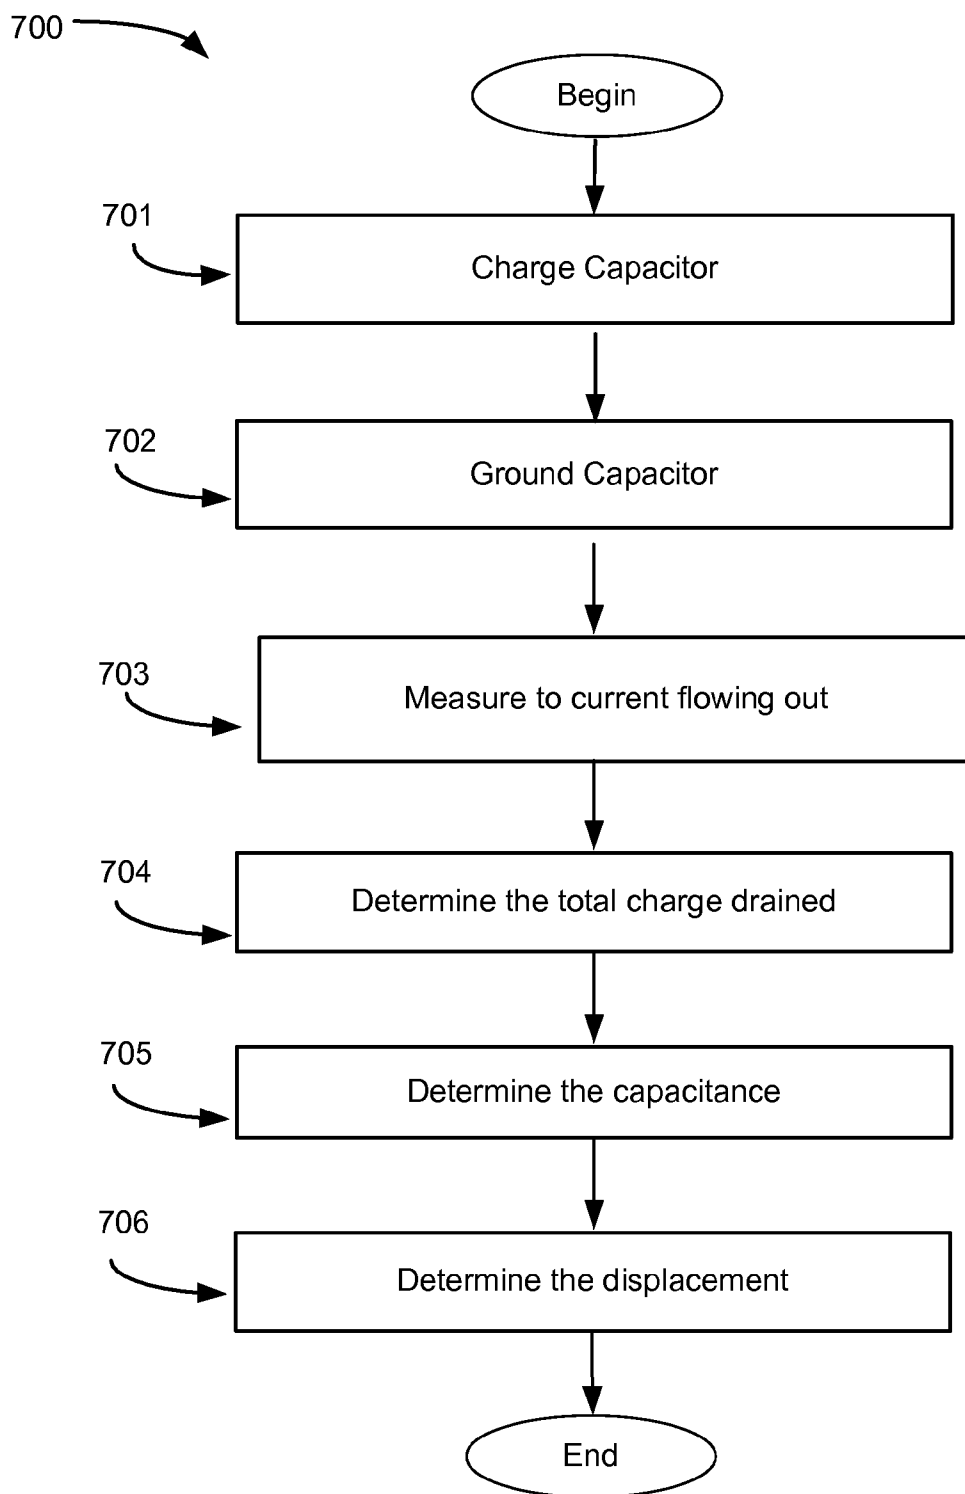 700
Begin
701
Charge Capacitor
702
Ground Capacitor
703
Measure to current flowing out
704
Determine the total charge drained
705
Determine the capacitance
706
Determine the displacement
End